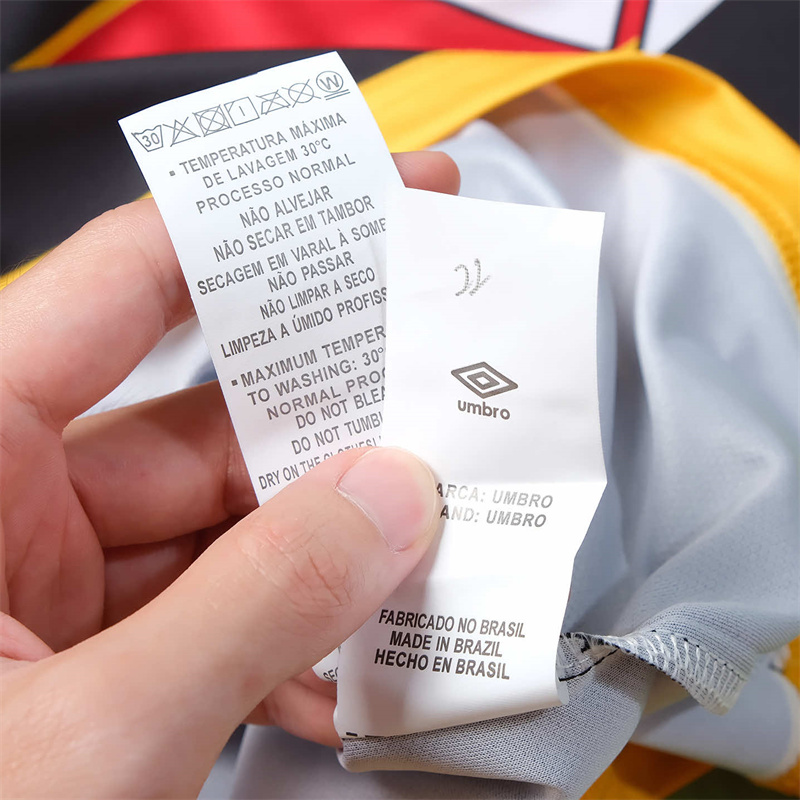 30
W
▪ TEMPERATURA MÁXIMA
DE LAVAGEM 30°C
PROCESSO NORMAL
NÃO ALVEJAR
NÃO SECAR EM TAMBOR
SECAGEM EM VARAL À SOMB
NÃO PASSAR
NÃO LIMPAR A SECO
LIMPEZA A ÚMIDO PROFISS
▪ MAXIMUM TEMPER
TO WASHING: 30°
NORMAL PROC
DO NOT BLEA
DO NOT TUMB
DRY ON THE CLOTHESLI
umbro
ARCA: UMBRO
AND: UMBRO
FABRICADO NO BRASIL
MADE IN BRAZIL
HECHO EN BRASIL